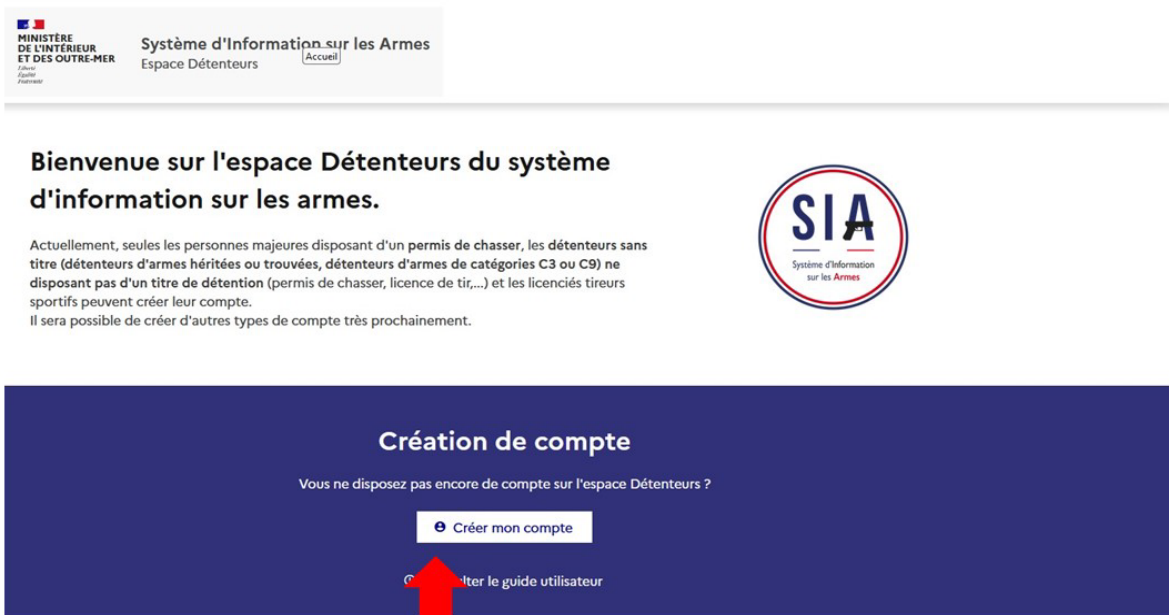 MINISTÈRE
DE L'INTÉRIEUR
ET DES OUTRE-MER
Liberté
Égalité
Fraternité
Système d'Information sur les Armes
Espace Détenteurs
Accueil
Bienvenue sur l'espace Détenteurs du système
d'information sur les armes.
Actuellement, seules les personnes majeures disposant d'un permis de chasser, les détenteurs sans
titre (détenteurs d'armes héritées ou trouvées, détenteurs d'armes de catégories C3 ou C9) ne
disposant pas d'un titre de détention (permis de chasser, licence de tir,...) et les licenciés tireurs
sportifs peuvent créer leur compte.
Il sera possible de créer d'autres types de compte très prochainement.
SIA
Système d'Information
sur les Armes
Création de compte
Vous ne disposez pas encore de compte sur l'espace Détenteurs ?
Créer mon compte
lter le guide utilisateur